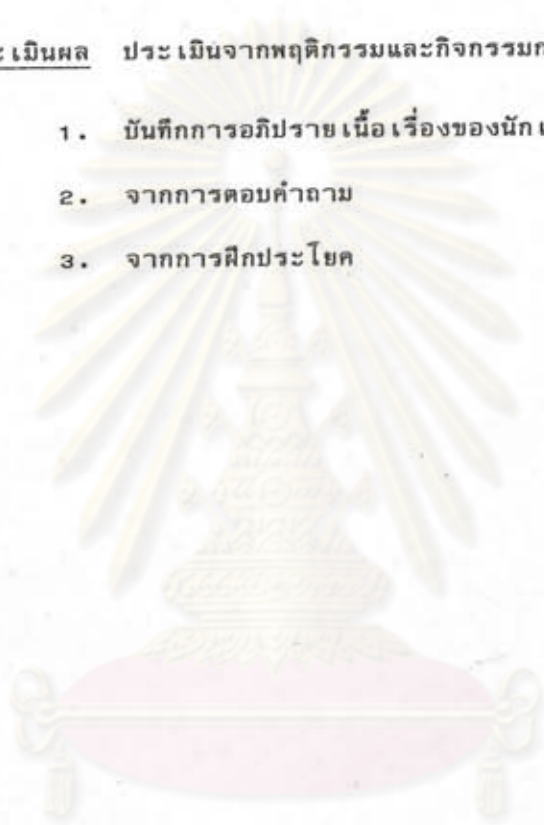 ะเมินผล ประเมินจากพฤติกรรมและกิจกรรมก
1. บันทึกการอภิปรายเนื้อเรื่องของนักเ
2. จากการตอบคำถาม
3. จากการฝึกประโยค